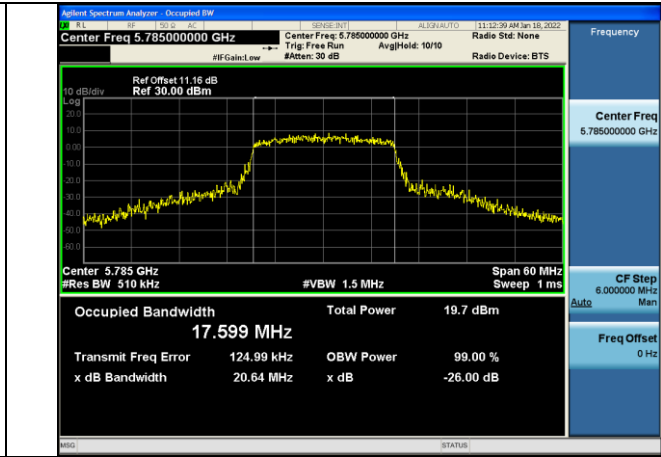 Agilent Spectrum Analyzer - Occupied BW
RL RF 50 Ω AC SENSE:INT ALIGNAUTO 11:12:39 AM Jan 18, 2022
Center Freq 5.785000000 GHz Center Freq: 5.785000000 GHz Radio Std: None Frequency
Trig: Free Run Avg|Hold: 10/10
#IFGain:Low #Atten: 30 dB Radio Device: BTS
Ref Offset 11.16 dB
10 dB/div Ref 30.00 dBm
Log
20.0
10.0
0.00
-10.0
-20.0
-30.0
-40.0
-50.0
-60.0
Center Freq
5.785000000 GHz
Center 5.785 GHz Span 60 MHz
#Res BW 510 kHz #VBW 1.5 MHz Sweep 1 ms
CF Step
6.000000 MHz
Auto Man
Occupied Bandwidth Total Power 19.7 dBm
17.599 MHz
Freq Offset
0 Hz
Transmit Freq Error 124.99 kHz OBW Power 99.00 %
x dB Bandwidth 20.64 MHz x dB -26.00 dB
MSG STATUS